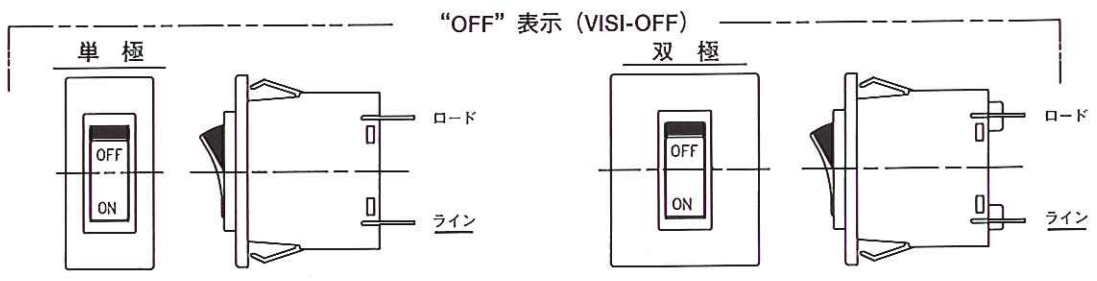 “OFF” 表示 (VISI-OFF)
単 極
双 極
OFF
ON
ロード
ライン
OFF
ON
ロード
ライン